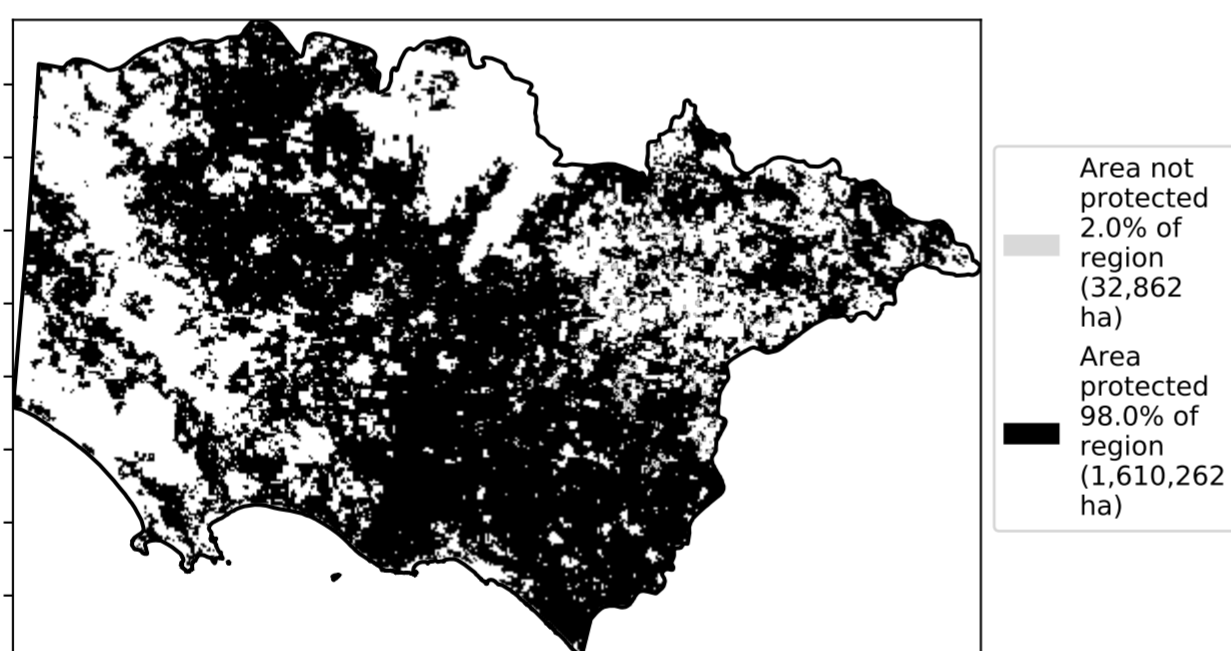 Area not
protected
2.0% of
region
(32,862
ha)
Area
protected
98.0% of
region
(1,610,262
ha)